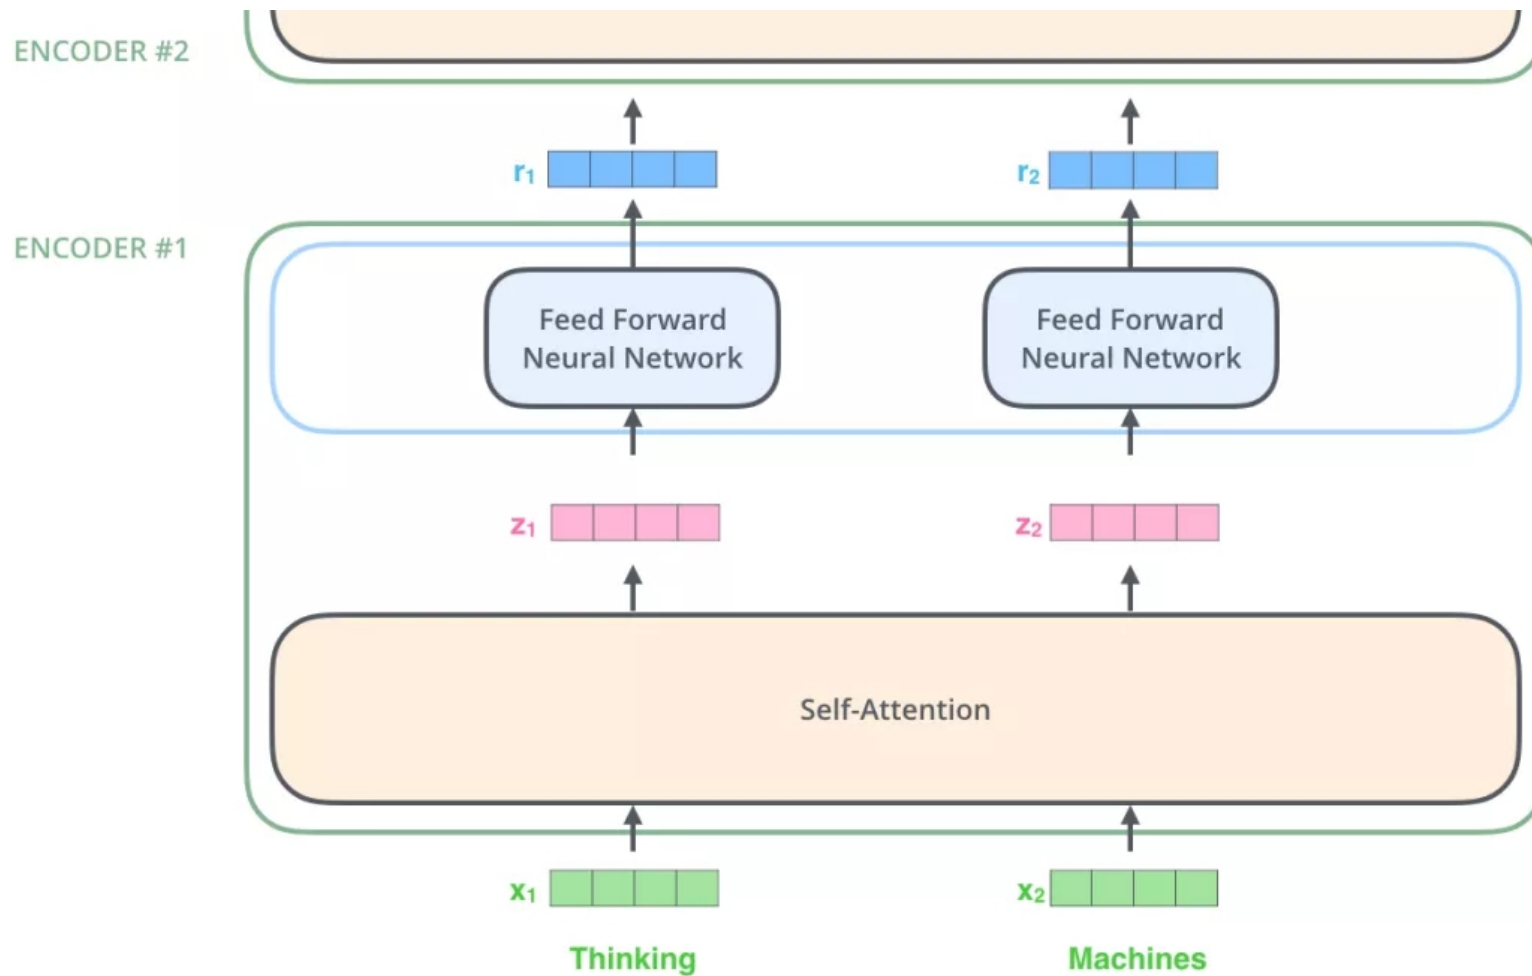 ENCODER #2
r₁
r₂
ENCODER #1
Feed Forward
Neural Network
Feed Forward
Neural Network
z₁
z₂
Self-Attention
x₁
x₂
Thinking
Machines